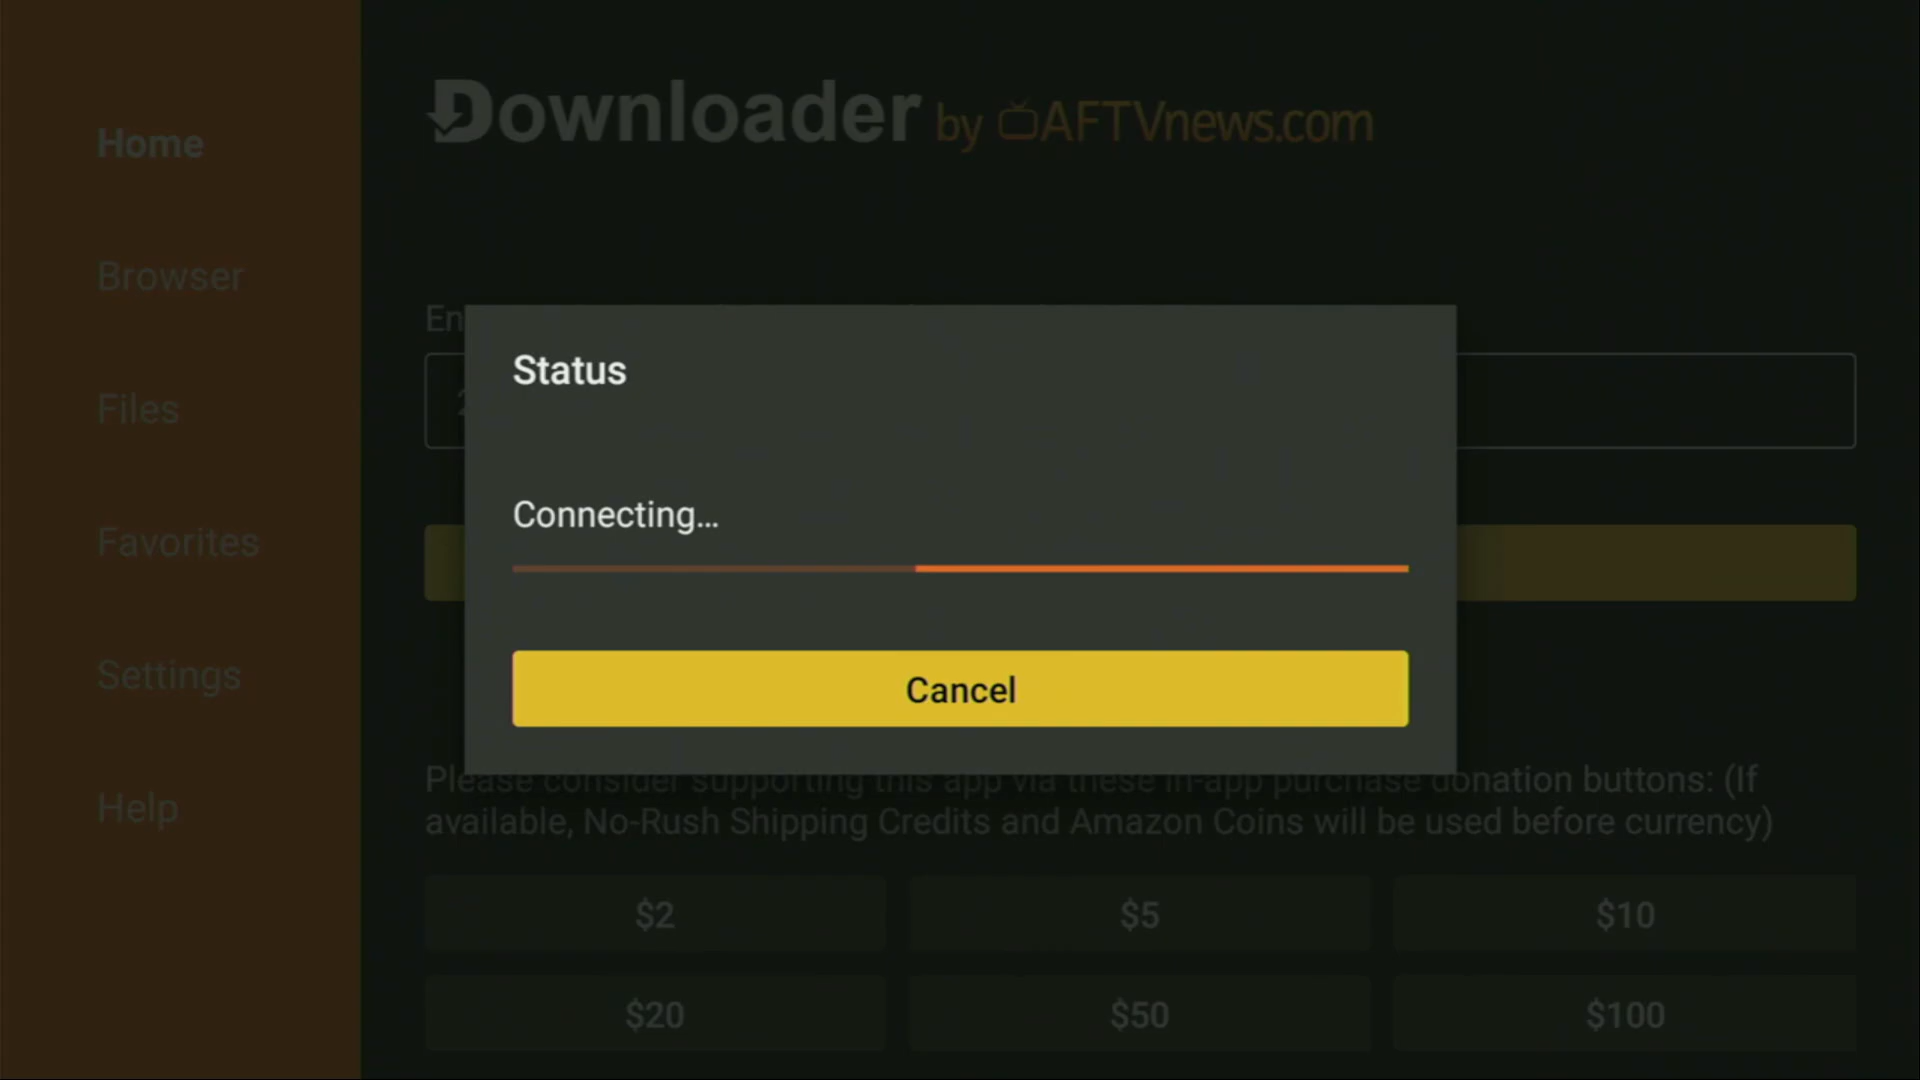 Downloader by AFTVnews.com
Home
Browser
Files
Favorites
Settings
Help
Status
Connecting...
Cancel
Please consider supporting this app via these in-app purchase donation buttons: (If
available, No-Rush Shipping Credits and Amazon Coins will be used before currency)
$2
$5
$10
$20
$50
$100